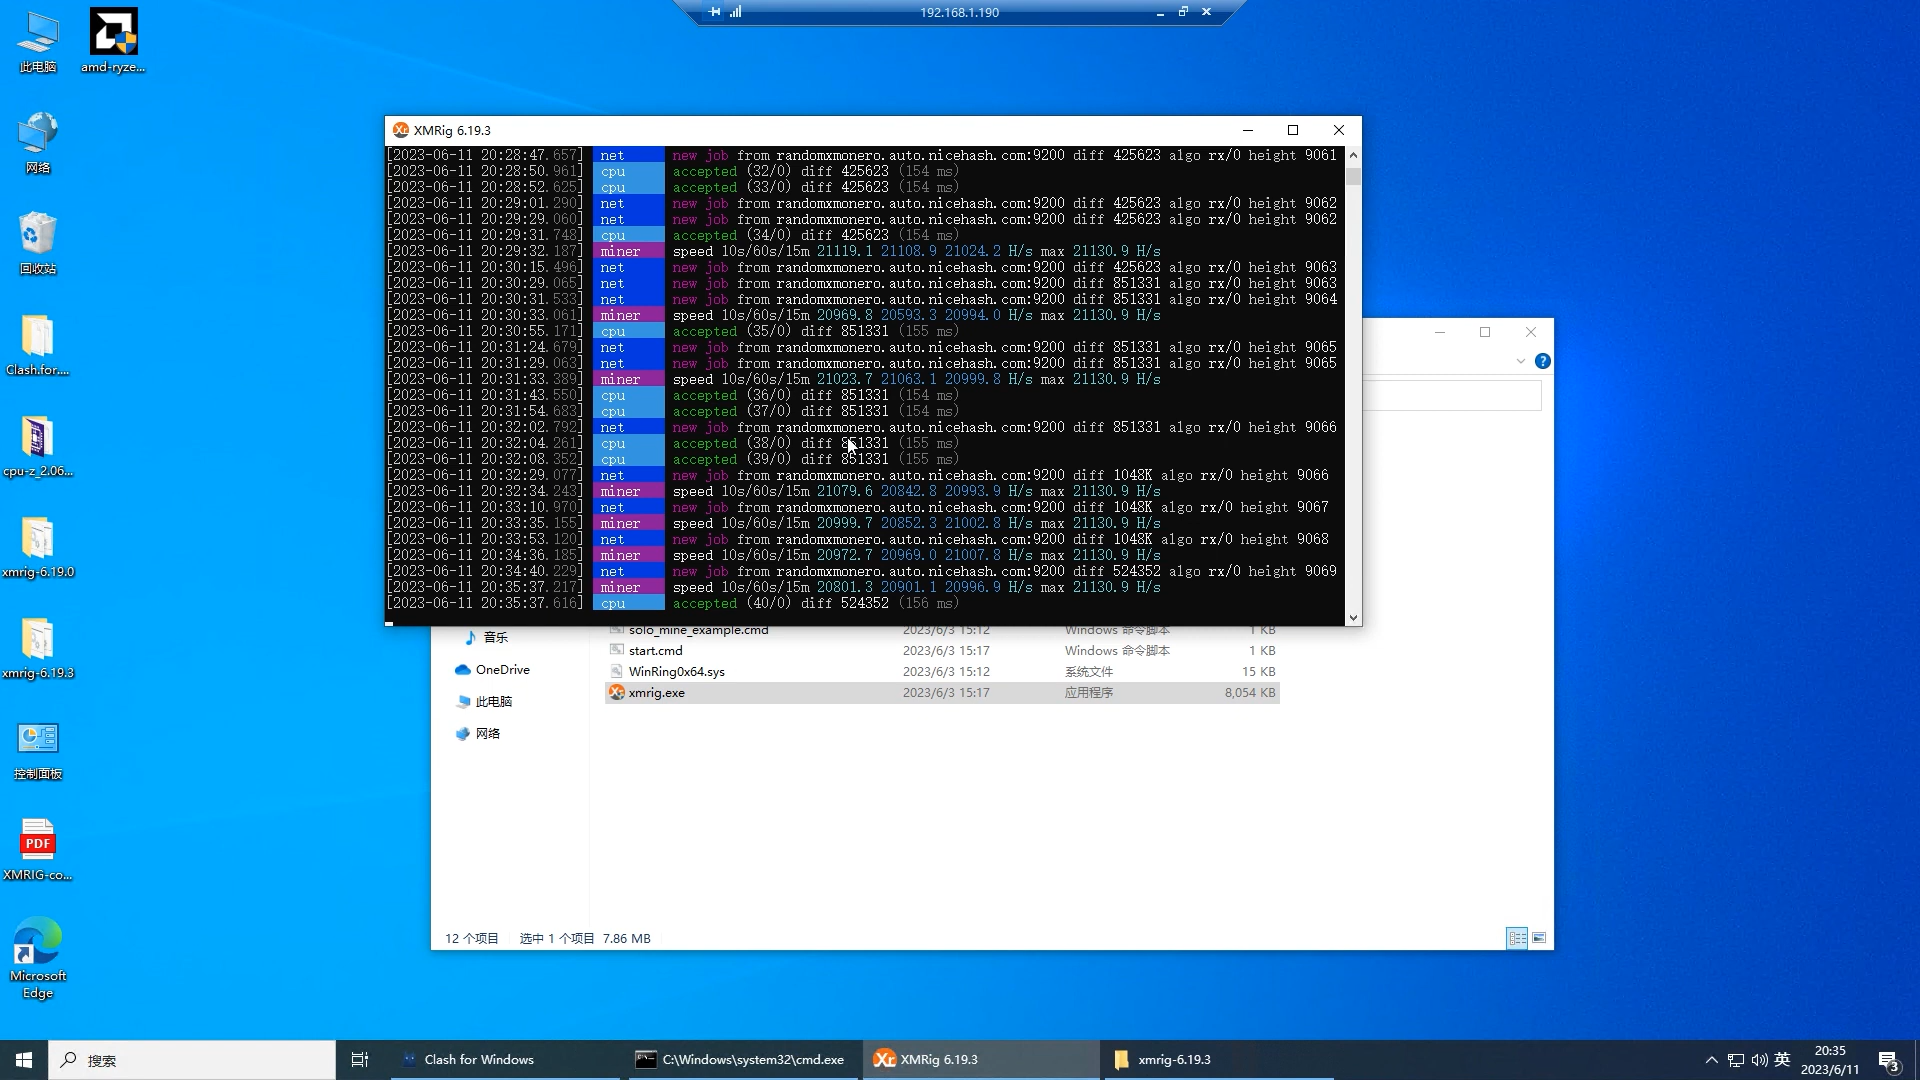 192.168.1.190
此电脑
amd-ryze...
网络
回收站
Clash.for....
cpu-z_2.06...
xmrig-6.19.0
xmrig-6.19.3
控制面板
PDF
XMRIG-co...
Microsoft
Edge
XMRig 6.19.3
[2023-06-11 20:28:47.657] net new job from randomxmonero.auto.nicehash.com:9200 diff 425623 algo rx/0 height 9061
[2023-06-11 20:28:50.961] cpu accepted (32/0) diff 425623 (154 ms)
[2023-06-11 20:28:52.625] cpu accepted (33/0) diff 425623 (154 ms)
[2023-06-11 20:29:01.290] net new job from randomxmonero.auto.nicehash.com:9200 diff 425623 algo rx/0 height 9062
[2023-06-11 20:29:29.060] net new job from randomxmonero.auto.nicehash.com:9200 diff 425623 algo rx/0 height 9062
[2023-06-11 20:29:31.748] cpu accepted (34/0) diff 425623 (154 ms)
[2023-06-11 20:29:32.187] miner speed 10s/60s/15m 21119.1 21108.9 21024.2 H/s max 21130.9 H/s
[2023-06-11 20:30:15.496] net new job from randomxmonero.auto.nicehash.com:9200 diff 425623 algo rx/0 height 9063
[2023-06-11 20:30:29.065] net new job from randomxmonero.auto.nicehash.com:9200 diff 851331 algo rx/0 height 9063
[2023-06-11 20:30:31.533] net new job from randomxmonero.auto.nicehash.com:9200 diff 851331 algo rx/0 height 9064
[2023-06-11 20:30:33.061] miner speed 10s/60s/15m 20969.8 20593.3 20994.0 H/s max 21130.9 H/s
[2023-06-11 20:30:55.171] cpu accepted (35/0) diff 851331 (155 ms)
[2023-06-11 20:31:24.679] net new job from randomxmonero.auto.nicehash.com:9200 diff 851331 algo rx/0 height 9065
[2023-06-11 20:31:29.063] net new job from randomxmonero.auto.nicehash.com:9200 diff 851331 algo rx/0 height 9065
[2023-06-11 20:31:33.389] miner speed 10s/60s/15m 21023.7 21063.1 20999.8 H/s max 21130.9 H/s
[2023-06-11 20:31:43.550] cpu accepted (36/0) diff 851331 (154 ms)
[2023-06-11 20:31:54.683] cpu accepted (37/0) diff 851331 (154 ms)
[2023-06-11 20:32:02.792] net new job from randomxmonero.auto.nicehash.com:9200 diff 851331 algo rx/0 height 9066
[2023-06-11 20:32:04.261] cpu accepted (38/0) diff 851331 (155 ms)
[2023-06-11 20:32:08.352] cpu accepted (39/0) diff 851331 (155 ms)
[2023-06-11 20:32:29.077] net new job from randomxmonero.auto.nicehash.com:9200 diff 1048K algo rx/0 height 9066
[2023-06-11 20:32:34.243] miner speed 10s/60s/15m 21079.6 20842.8 20993.9 H/s max 21130.9 H/s
[2023-06-11 20:33:10.970] net new job from randomxmonero.auto.nicehash.com:9200 diff 1048K algo rx/0 height 9067
[2023-06-11 20:33:35.155] miner speed 10s/60s/15m 20999.7 20852.3 21002.8 H/s max 21130.9 H/s
[2023-06-11 20:33:53.120] net new job from randomxmonero.auto.nicehash.com:9200 diff 1048K algo rx/0 height 9068
[2023-06-11 20:34:36.185] miner speed 10s/60s/15m 20972.7 20969.0 21007.8 H/s max 21130.9 H/s
[2023-06-11 20:34:40.229] net new job from randomxmonero.auto.nicehash.com:9200 diff 524352 algo rx/0 height 9069
[2023-06-11 20:35:37.217] miner speed 10s/60s/15m 20801.3 20901.1 20996.9 H/s max 21130.9 H/s
[2023-06-11 20:35:37.616] cpu accepted (40/0) diff 524352 (156 ms)
音乐
OneDrive
此电脑
网络
solo_mine_example.cmd 2023/6/3 15:12 Windows 命令脚本 1 KB
start.cmd 2023/6/3 15:17 Windows 命令脚本 1 KB
WinRing0x64.sys 2023/6/3 15:12 系统文件 15 KB
xmrig.exe 2023/6/3 15:17 应用程序 8,054 KB
12 个项目 选中 1 个项目 7.86 MB
搜索
Clash for Windows
C:\Windows\system32\cmd.exe
XMRig 6.19.3
xmrig-6.19.3
英
20:35
2023/6/11
3